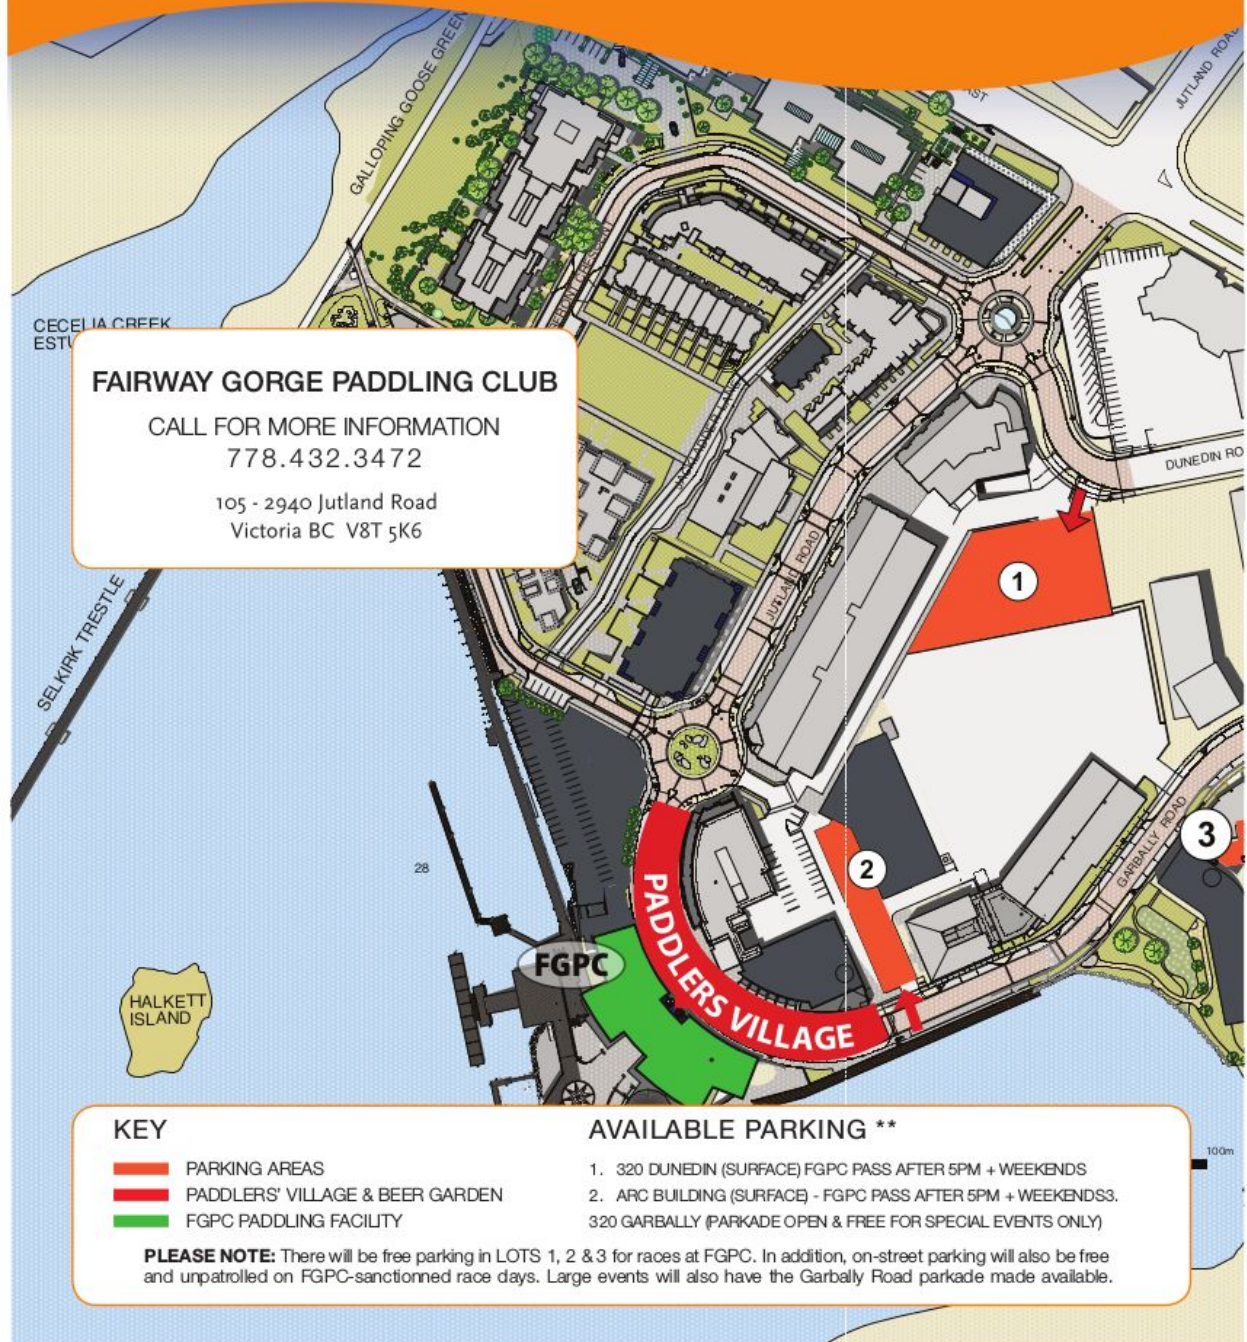 GALLOPING GOOSE GREEN
JUTLAND ROAD
CECELIA CREEK
FAIRWAY GORGE PADDLING CLUB
CALL FOR MORE INFORMATION
778.432.3472
105 - 2940 Jutland Road
Victoria BC V8T 5K6
DUNEDIN RO
1
JUTLAND ROAD
SELKIRK TRESTLE
GARBALLY ROAD
3
2
28
PADDLERS VILLAGE
FGPC
HALKETT
ISLAND
KEY
PARKING AREAS
PADDLERS' VILLAGE & BEER GARDEN
FGPC PADDLING FACILITY
AVAILABLE PARKING **
1. 320 DUNEDIN (SURFACE) FGPC PASS AFTER 5PM + WEEKENDS
2. ARC BUILDING (SURFACE) - FGPC PASS AFTER 5PM + WEEKENDS3.
320 GARBALLY (PARKADE OPEN & FREE FOR SPECIAL EVENTS ONLY)
100m
PLEASE NOTE: There will be free parking in LOTS 1, 2 & 3 for races at FGPC. In addition, on-street parking will also be free
and unpatrolled on FGPC-sanctionned race days. Large events will also have the Garbally Road parkade made available.